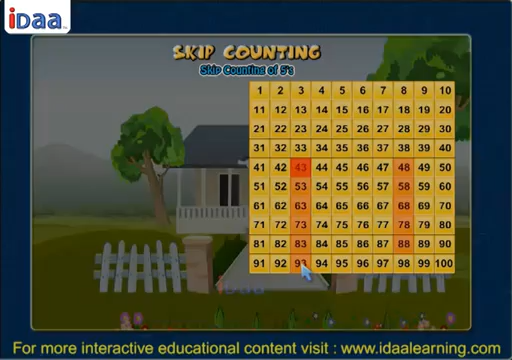 iDaa
SKIP COUNTING
Skip Counting of 5's
1 2 3 4 5 6 7 8 9 10
11 12 13 14 15 16 17 18 19 20
21 22 23 24 25 26 27 28 29 30
31 32 33 34 35 36 37 38 39 40
41 42 43 44 45 46 47 48 49 50
51 52 53 54 55 56 57 58 59 60
61 62 63 64 65 66 67 68 69 70
71 72 73 74 75 76 77 78 79 80
81 82 83 84 85 86 87 88 89 90
91 92 93 94 95 96 97 98 99 100
iDaa
For more interactive educational content visit : www.idaalearning.com